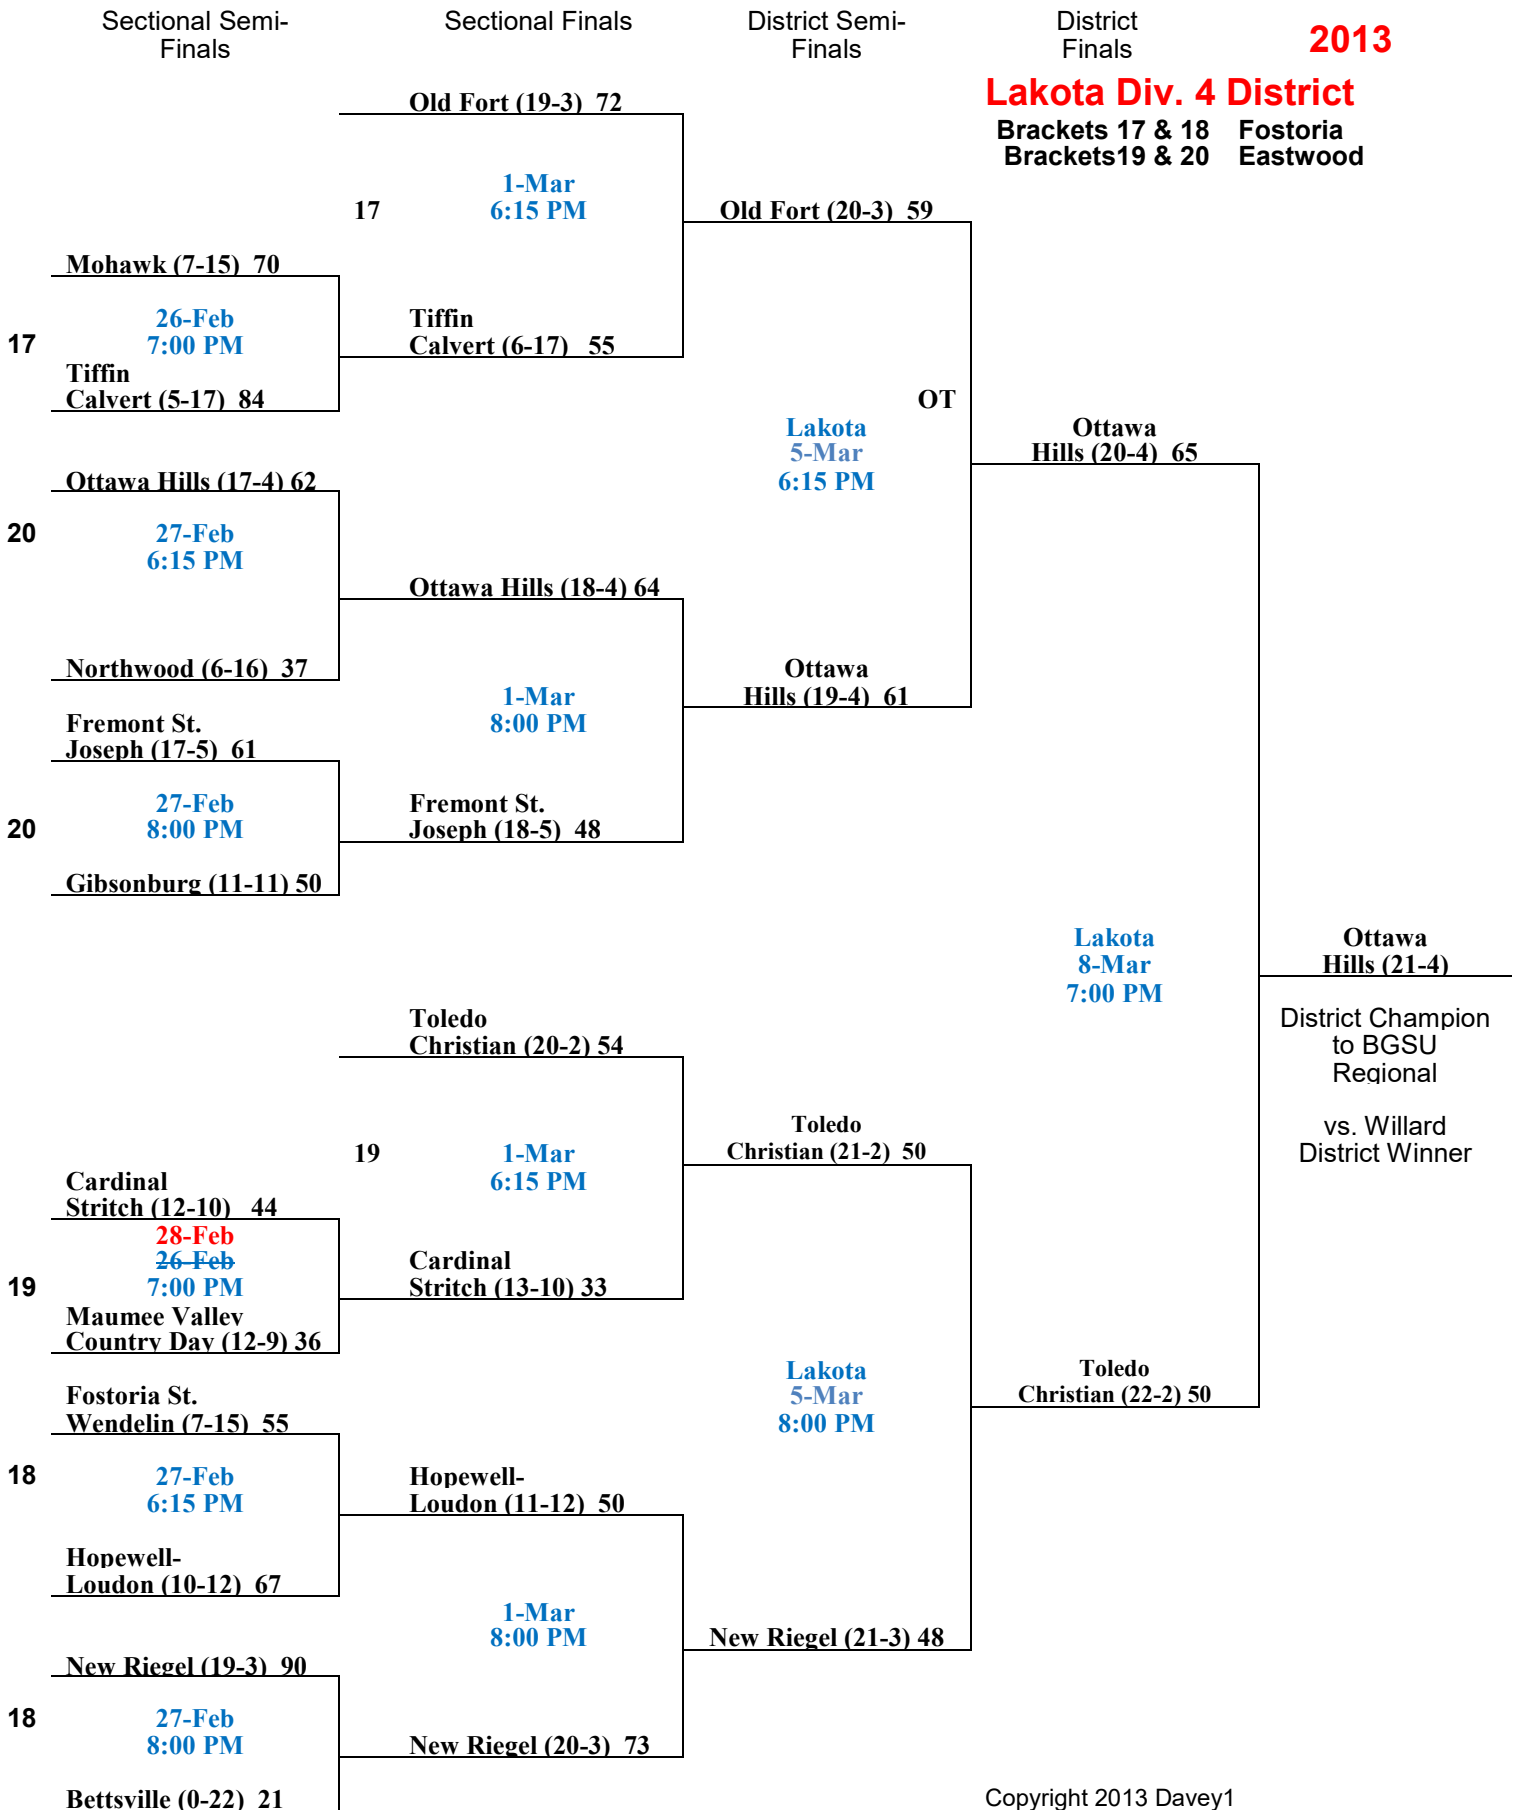 Sectional Semi-
Finals
Sectional Finals
District Semi-
Finals
District
Finals
2013
Lakota Div. 4 District
Brackets 17 & 18 Fostoria
Brackets19 & 20 Eastwood
Old Fort (19-3) 72
1-Mar
17 6:15 PM
Old Fort (20-3) 59
Mohawk (7-15) 70
26-Feb
17 7:00 PM
Tiffin
Calvert (5-17) 84
Tiffin
Calvert (6-17) 55
OT
Lakota
5-Mar
6:15 PM
Ottawa
Hills (20-4) 65
Ottawa Hills (17-4) 62
20 27-Feb
6:15 PM
Ottawa Hills (18-4) 64
Northwood (6-16) 37
1-Mar
8:00 PM
Ottawa
Hills (19-4) 61
Fremont St.
Joseph (17-5) 61
27-Feb
20 8:00 PM
Fremont St.
Joseph (18-5) 48
Gibsonburg (11-11) 50
Lakota
8-Mar
7:00 PM
Ottawa
Hills (21-4)
District Champion
to BGSU
Regional
vs. Willard
District Winner
Toledo
Christian (20-2) 54
19 1-Mar
6:15 PM
Toledo
Christian (21-2) 50
Cardinal
Stritch (12-10) 44
28-Feb
26-Feb
19 7:00 PM
Cardinal
Stritch (13-10) 33
Maumee Valley
Country Day (12-9) 36
Lakota
5-Mar
8:00 PM
Toledo
Christian (22-2) 50
Fostoria St.
Wendelin (7-15) 55
18 27-Feb
6:15 PM
Hopewell-
Loudon (11-12) 50
Hopewell-
Loudon (10-12) 67
1-Mar
8:00 PM
New Riegel (21-3) 48
New Riegel (19-3) 90
18 27-Feb
8:00 PM
New Riegel (20-3) 73
Bettsville (0-22) 21
Copyright 2013 Davey1